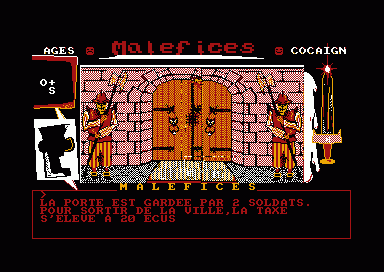 AGES Malefices COCAIGN
O+
S
MALEFICES
>
LA PORTE EST GARDEE PAR 2 SOLDATS.
POUR SORTIR DE LA VILLE,LA TAXE
S'ELEVE A 20 ECUS